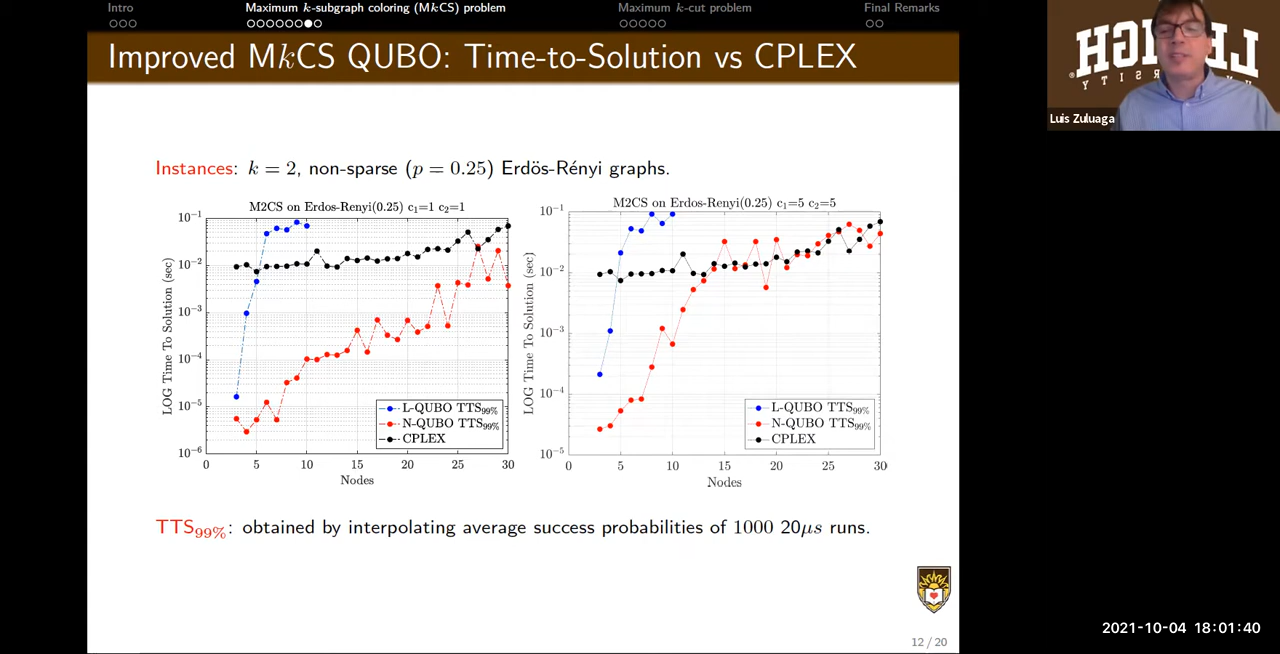 Intro
Maximum k-subgraph coloring (MkCS) problem
Maximum k-cut problem
Final Remarks
Improved MkCS QUBO: Time-to-Solution vs CPLEX
LEHIGH
UNIVERSITY
®
Luis Zuluaga
Instances: k = 2, non-sparse (p = 0.25) Erdös-Rényi graphs.
M2CS on Erdos-Renyi(0.25) c₁=1 c₂=1
LOG Time To Solution (sec)
10⁻¹
10⁻²
10⁻³
10⁻⁴
10⁻⁵
10⁻⁶
0 5 10 15 20 25 30
Nodes
L-QUBO TTS₉₉%
N-QUBO TTS₉₉%
CPLEX
M2CS on Erdos-Renyi(0.25) c₁=5 c₂=5
LOG Time To Solution (sec)
10⁻¹
10⁻²
10⁻³
10⁻⁴
10⁻⁵
0 5 10 15 20 25 30
Nodes
L-QUBO TTS₉₉%
N-QUBO TTS₉₉%
CPLEX
TTS₉₉%: obtained by interpolating average success probabilities of 1000 20μs runs.
12 / 20
2021-10-04 18:01:40